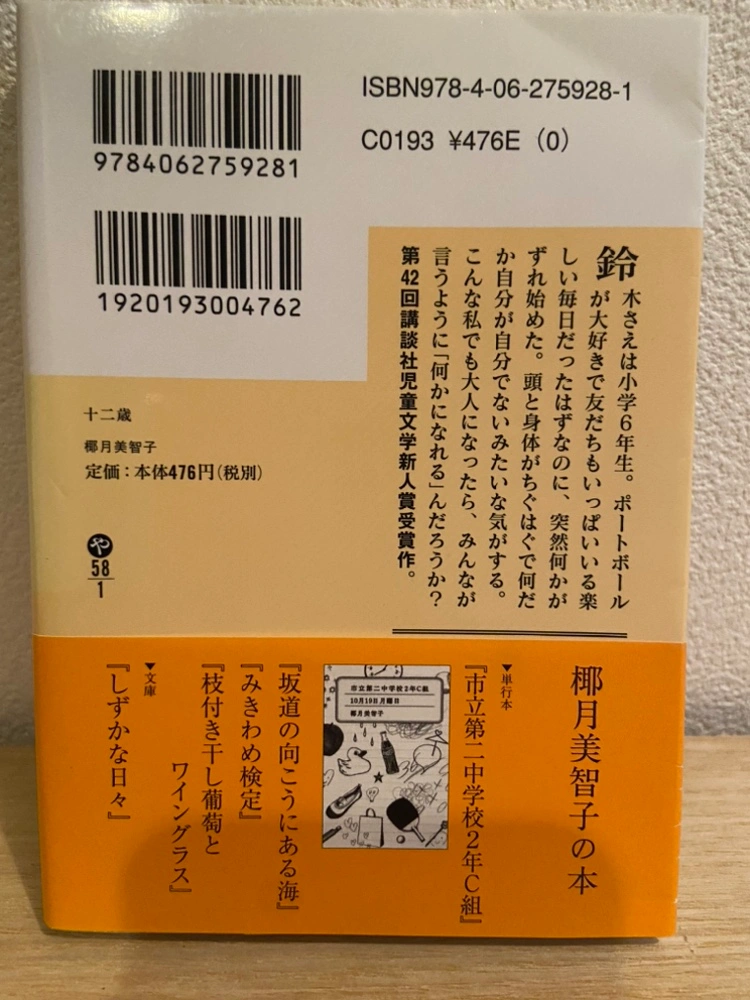 ISBN978-4-06-275928-1
C0193 ¥476E (0)
9784062759281
1920193004762
鈴木さえは小学6年生。ポートボール
が大好きで友だちもいっぱいいる楽
しい毎日だったはずなのに、突然何かが
ずれ始めた。頭と身体がちぐはぐで何だ
か自分が自分でないみたいな気がする。
こんな私でも大人になったら、みんなが
言うように「何かになれる」んだろうか?
第42回講談社児童文学新人賞受賞作。
十二歳
椰月美智子
定価:本体476円(税別)
や
58
1
椰月美智子の本
▼単行本
『市立第二中学校2年C組』
市立第二中学校2年C組
10月19日月曜日
椰月美智子
『坂道の向こうにある海』
『みきわめ検定』
『枝付き干し葡萄と
ワイングラス』
▼文庫
『しずかな日々』